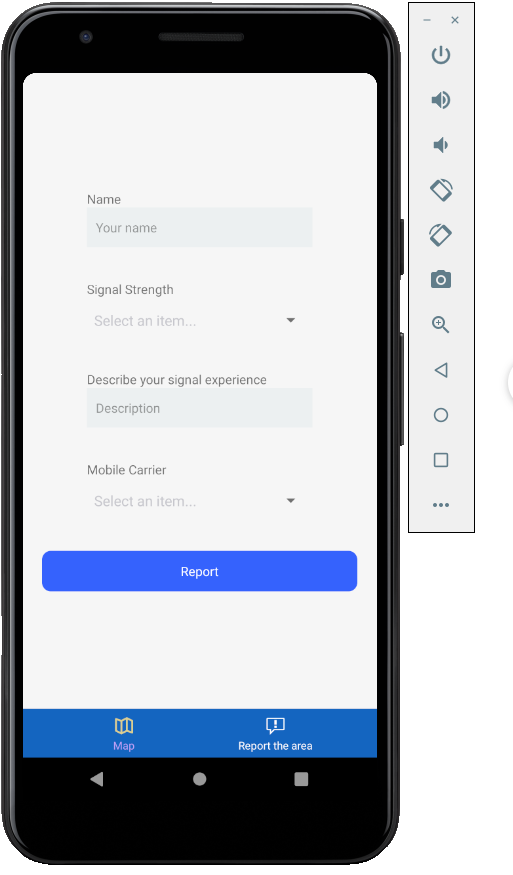 Name
Your name
Signal Strength
Select an item...
Describe your signal experience
Description
Mobile Carrier
Select an item...
Report
Map
Report the area